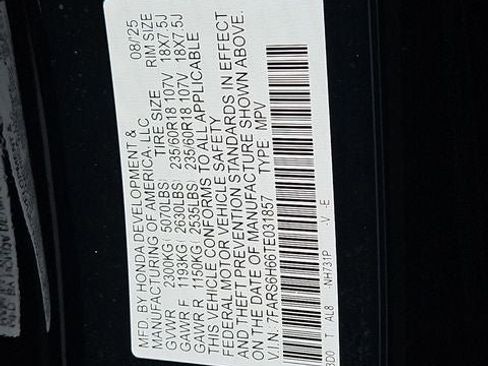 MFD. BY HONDA DEVELOPMENT & 08/'25
MANUFACTURING OF AMERICA. LLC
TIRE SIZE RIM SIZE
GVWR 2300KG( 5070LBS)
GAWR F 1193KG( 2630LBS) 235/60R18 107V 18X7.5J
GAWR R 1150KG( 2535LBS) 235/60R18 107V 18X7.5J
THIS VEHICLE CONFORMS TO ALL APPLICABLE
FEDERAL MOTOR VEHICLE SAFETY
AND THEFT PREVENTION STANDARDS IN EFFECT
ON THE DATE OF MANUFACTURE SHOWN ABOVE.
V.I.N: 7FARS6H66TE031857 TYPE MPV
3D0 T AL8 NH731P -V -E